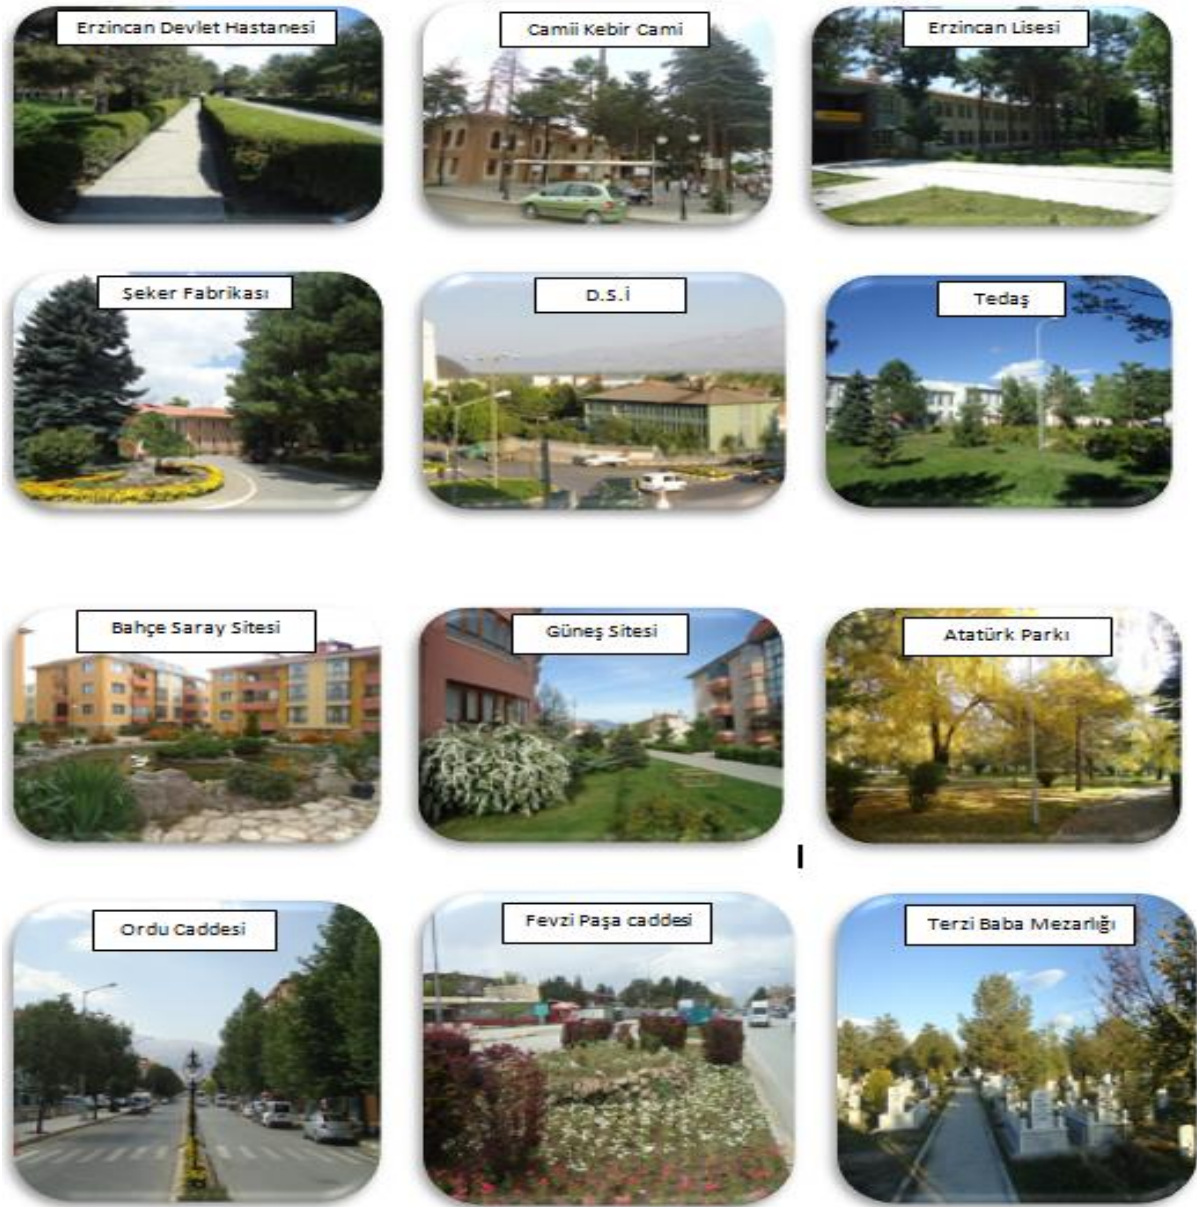 Erzincan Devlet Hastanesi
Camii Kebir Cami
Erzincan Lisesi
Şeker Fabrikası
D.S.İ
Tedaş
Bahçe Saray Sitesi
Güneş Sitesi
Atatürk Parkı
Ordu Caddesi
Fevzi Paşa caddesi
Terzi Baba Mezarlığı